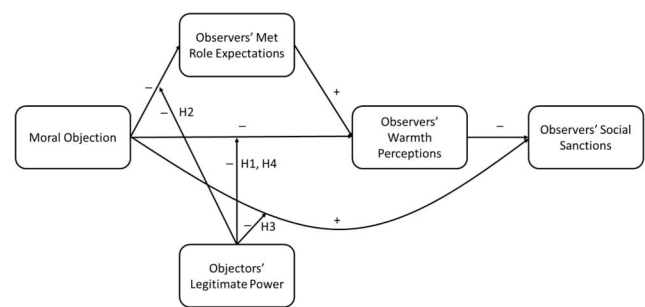 Observers' Met
Role Expectations
–
+
– H2
Moral Objection
–
Observers'
Warmth
Perceptions
–
Observers' Social
Sanctions
– H1, H4
– H3
+
Objectors'
Legitimate Power